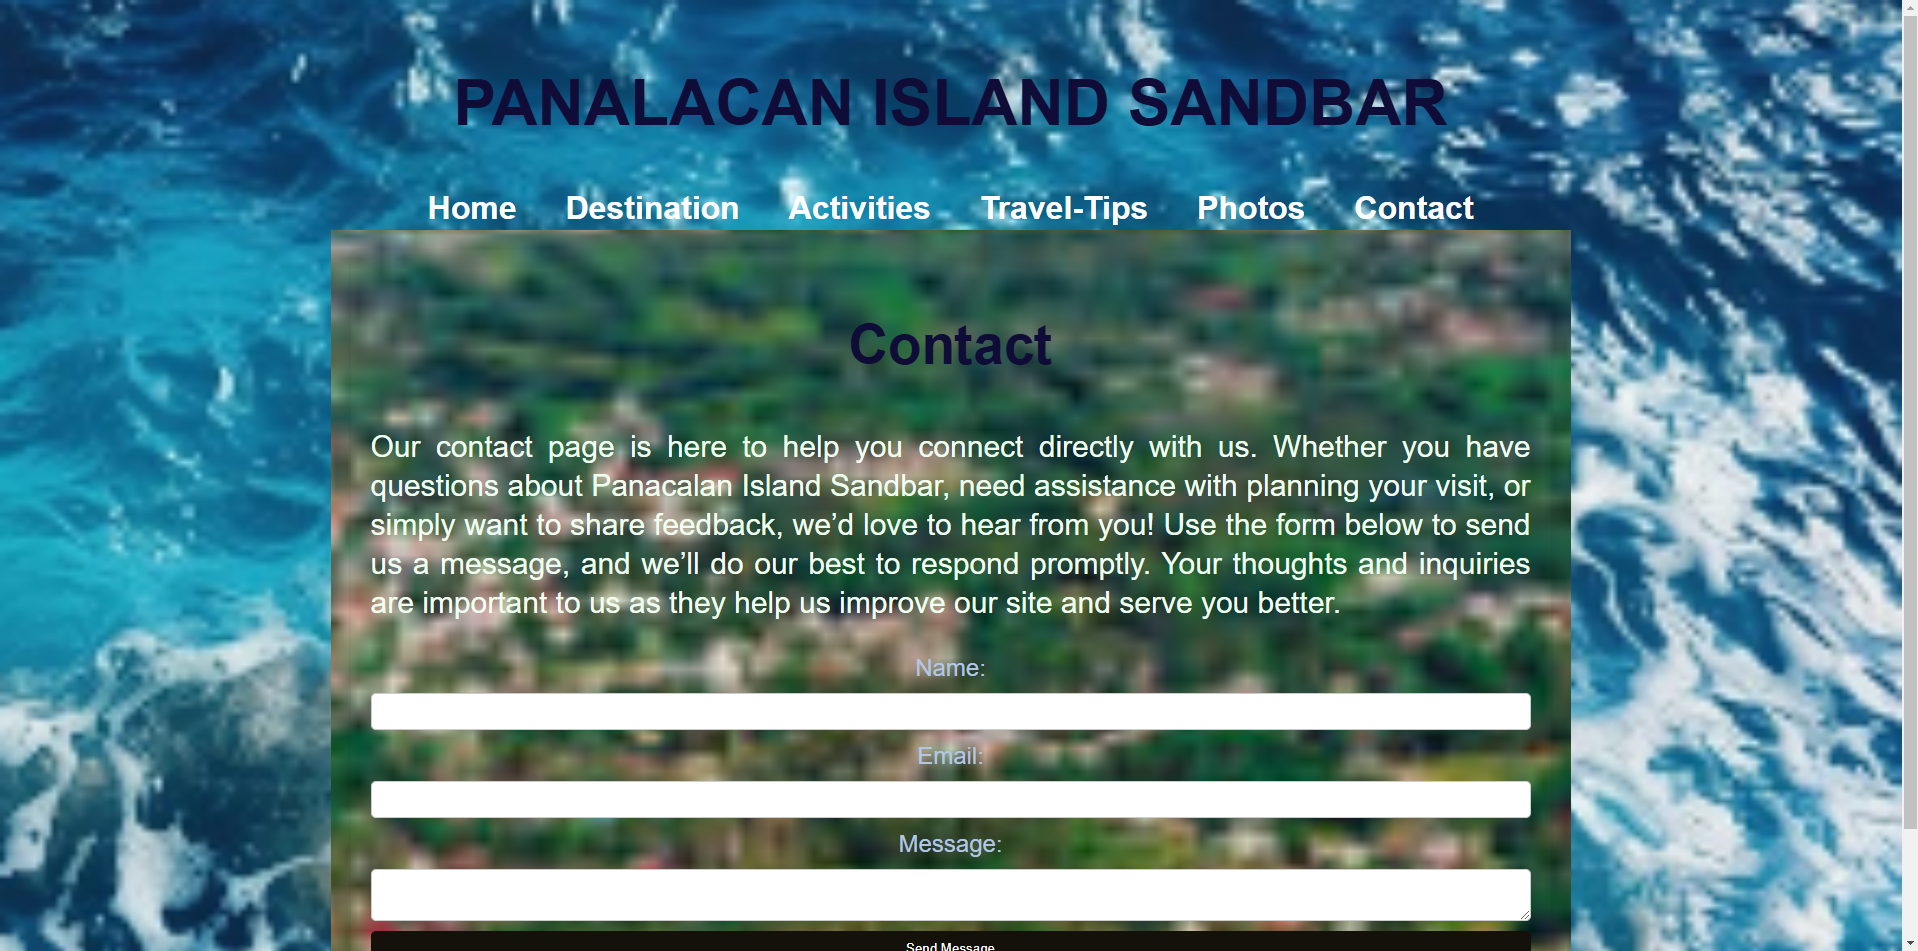 PANALACAN ISLAND SANDBAR
Home Destination Activities Travel-Tips Photos Contact
Contact
Our contact page is here to help you connect directly with us. Whether you have
questions about Panacalan Island Sandbar, need assistance with planning your visit, or
simply want to share feedback, we’d love to hear from you! Use the form below to send
us a message, and we’ll do our best to respond promptly. Your thoughts and inquiries
are important to us as they help us improve our site and serve you better.
Name:
Email:
Message:
Send Message